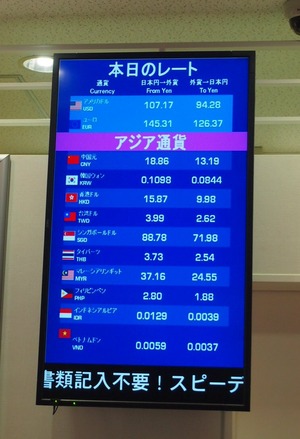 本日のレート
通貨 日本円→外貨 外貨→日本円
Currency From Yen To Yen
アメリカドル
USD 107.17 94.28
ユーロ
EUR 145.31 126.37
アジア通貨
中国元
CNY 18.86 13.19
韓国ウォン
KRW 0.1098 0.0844
香港ドル
HKD 15.87 9.98
台湾ドル
TWD 3.99 2.62
シンガポールドル
SGD 88.78 71.98
タイバーツ
THB 3.73 2.54
マレーシアリンギット
MYR 37.16 24.55
フィリピンペソ
PHP 2.80 1.88
インドネシアルピア
IDR 0.0129 0.0039
ベトナムドン
VND 0.0059 0.0037
書類記入不要！スピーデ